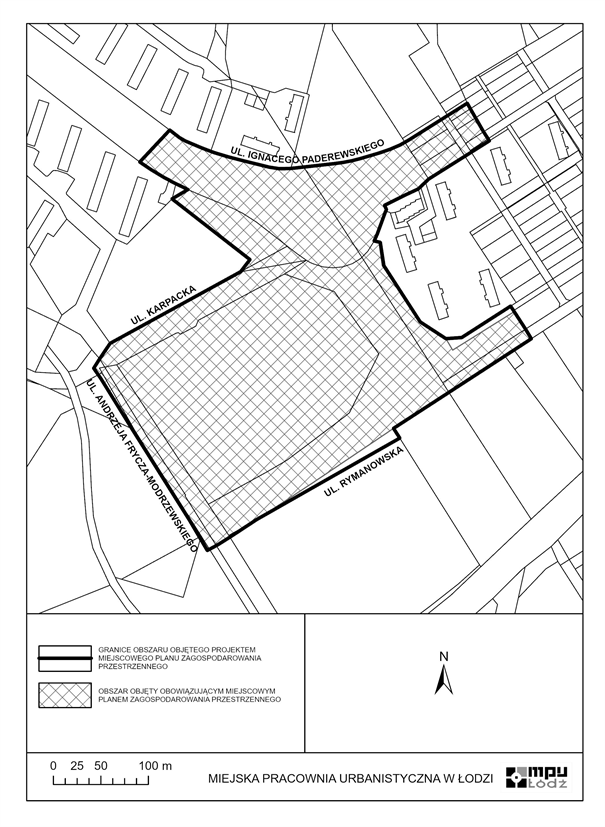 UL. IGNACEGO PADEREWSKIEGO
UL. KARPACKA
UL. ANDRZEJA FRYCZA-MODRZEWSKIEGO
UL. RYMANOWSKA
GRANICE OBSZARU OBJĘTEGO PROJEKTEM
MIEJSCOWEGO PLANU ZAGOSPODAROWANIA
PRZESTRZENNEGO
OBSZAR OBJĘTY OBOWIĄZUJĄCYM MIEJSCOWYM
PLANEM ZAGOSPODAROWANIA PRZESTRZENNEGO
N
0 25 50 100 m
MIEJSKA PRACOWNIA URBANISTYCZNA W ŁODZI
mpu
Łódź